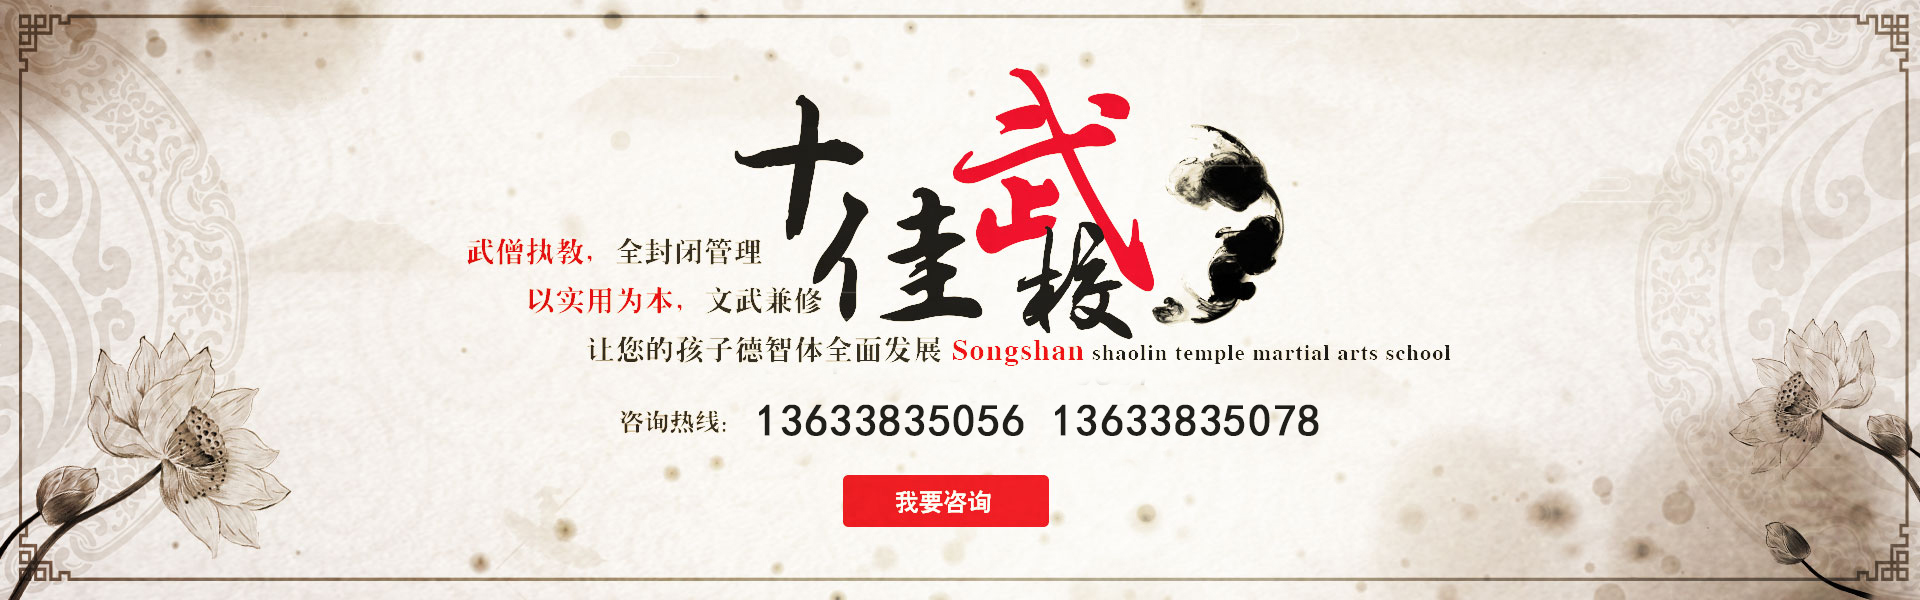 十佳武校
武僧执教，全封闭管理
以实用为本，文武兼修
让您的孩子德智体全面发展 Songshan shaolin temple martial arts school
咨询热线： 13633835056 13633835078
我要咨询